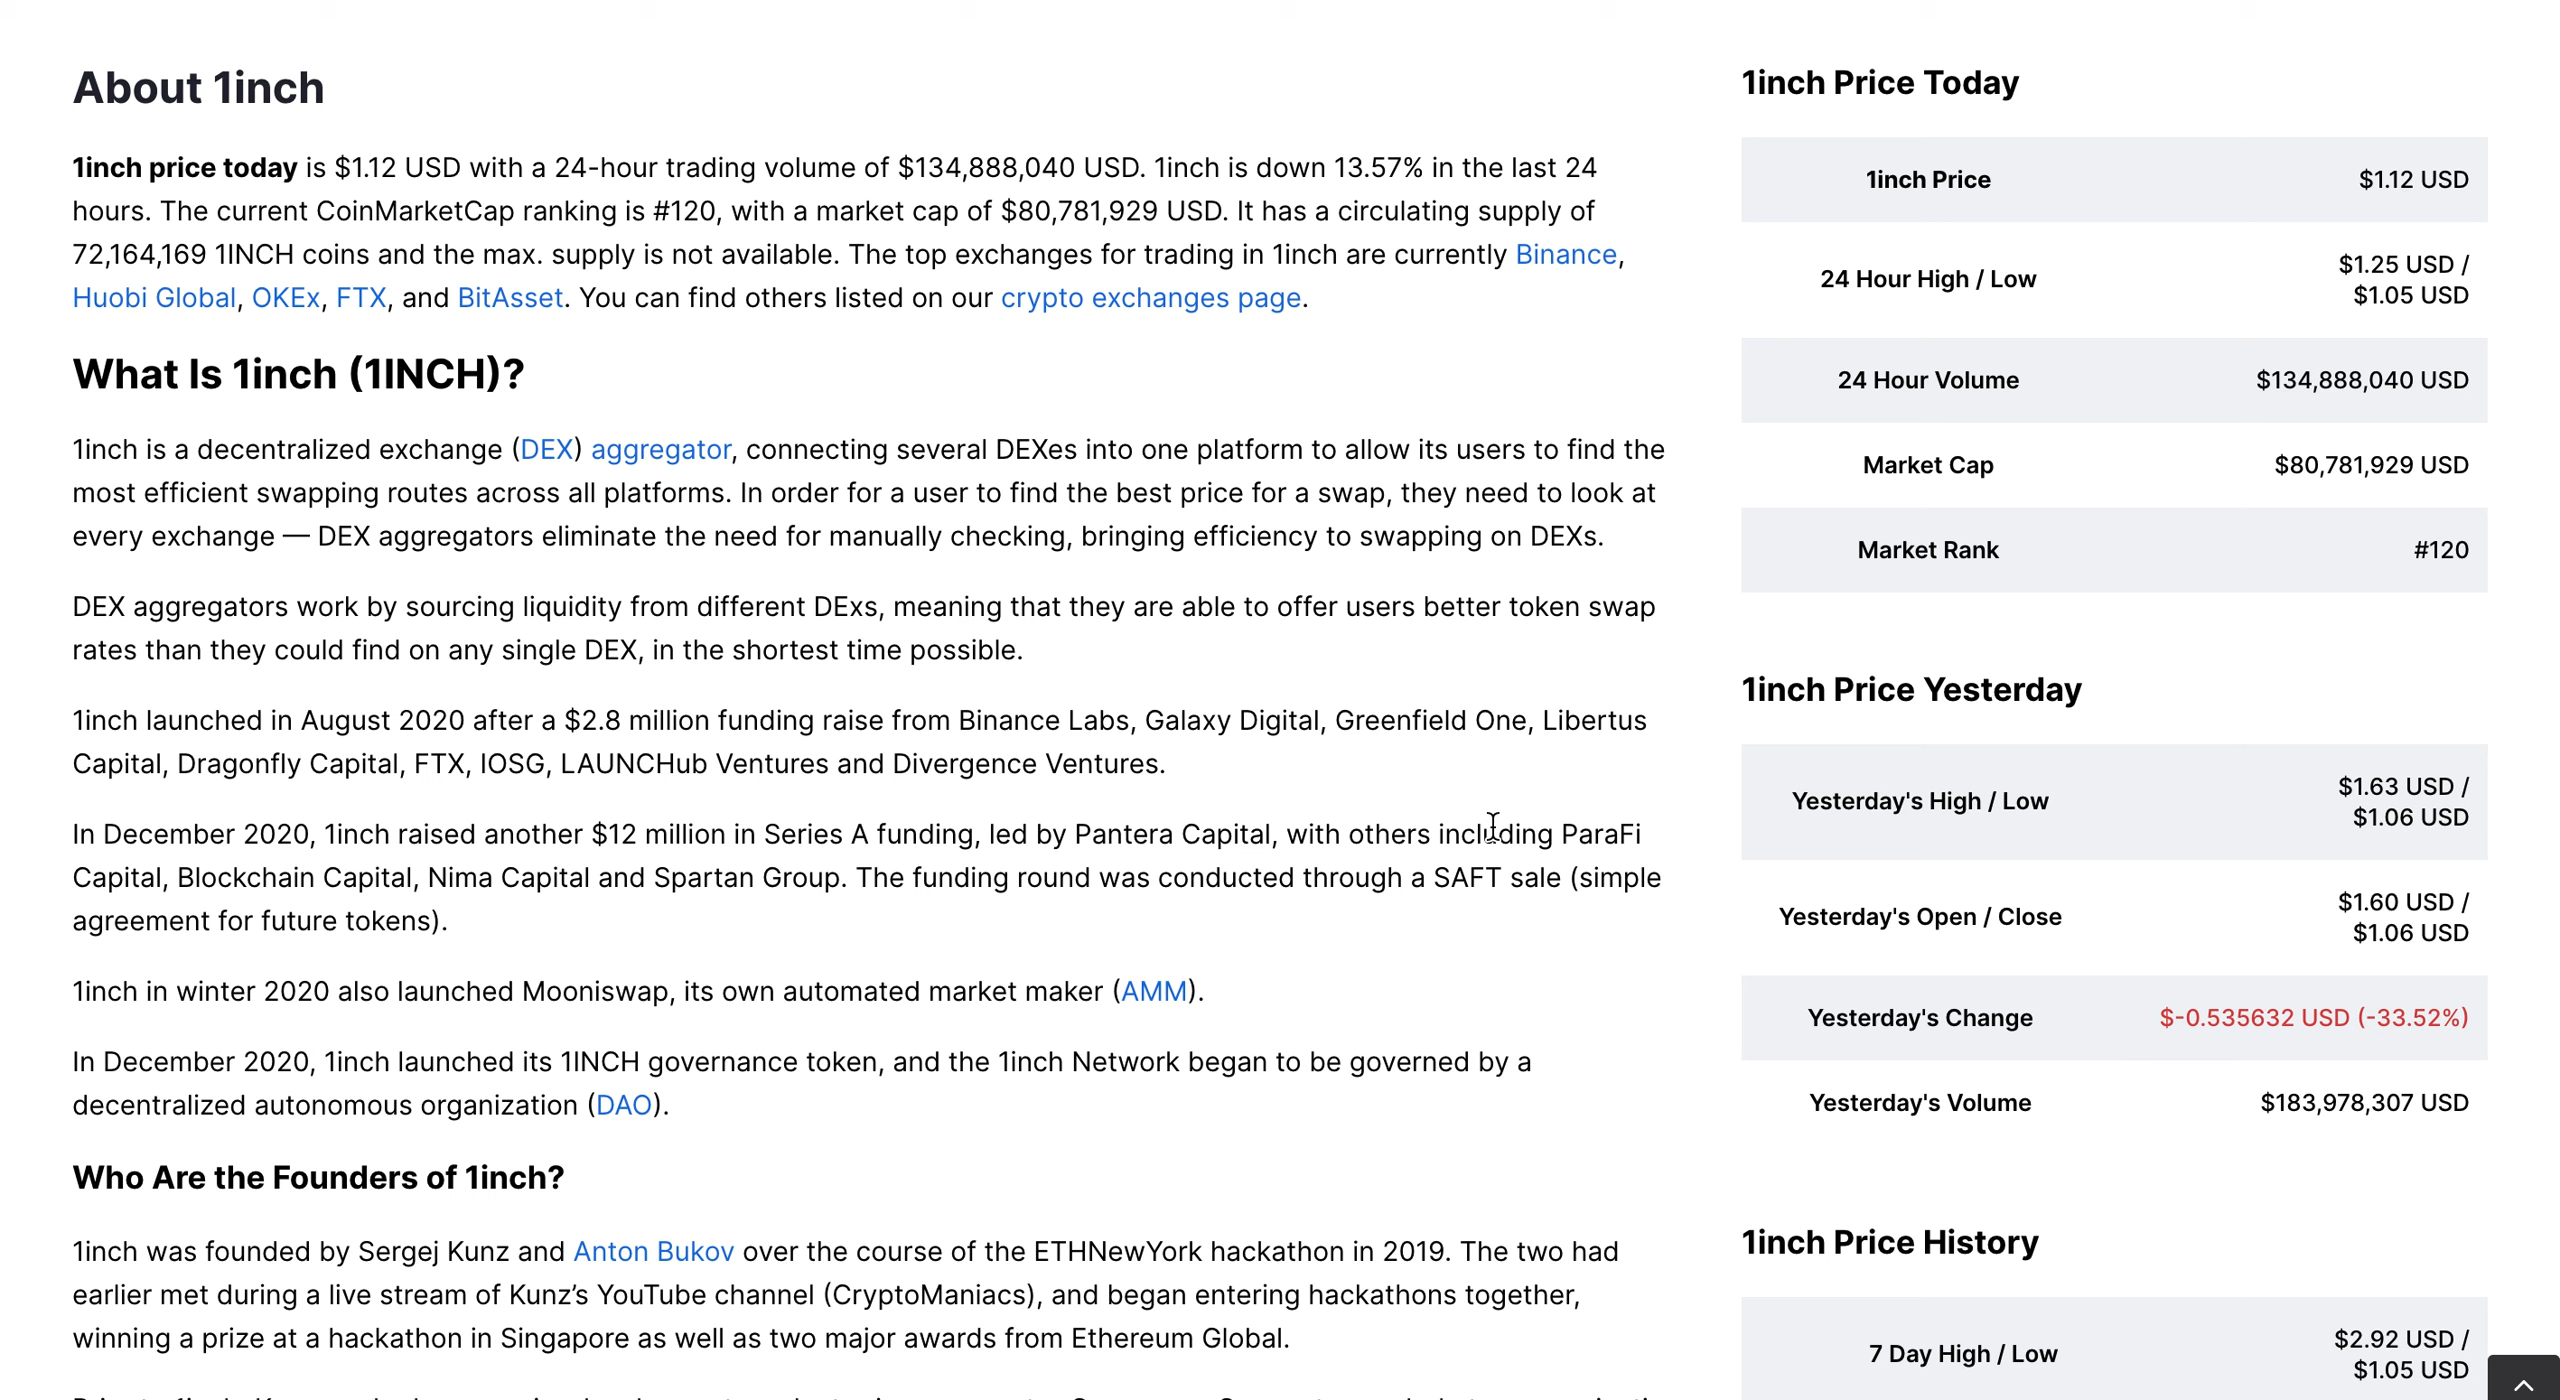 About 1inch
1inch price today is $1.12 USD with a 24-hour trading volume of $134,888,040 USD. 1inch is down 13.57% in the last 24
hours. The current CoinMarketCap ranking is #120, with a market cap of $80,781,929 USD. It has a circulating supply of
72,164,169 1INCH coins and the max. supply is not available. The top exchanges for trading in 1inch are currently Binance,
Huobi Global, OKEx, FTX, and BitAsset. You can find others listed on our crypto exchanges page.
What Is 1inch (1INCH)?
1inch is a decentralized exchange (DEX) aggregator, connecting several DEXes into one platform to allow its users to find the
most efficient swapping routes across all platforms. In order for a user to find the best price for a swap, they need to look at
every exchange — DEX aggregators eliminate the need for manually checking, bringing efficiency to swapping on DEXs.
DEX aggregators work by sourcing liquidity from different DExs, meaning that they are able to offer users better token swap
rates than they could find on any single DEX, in the shortest time possible.
1inch launched in August 2020 after a $2.8 million funding raise from Binance Labs, Galaxy Digital, Greenfield One, Libertus
Capital, Dragonfly Capital, FTX, IOSG, LAUNCHub Ventures and Divergence Ventures.
In December 2020, 1inch raised another $12 million in Series A funding, led by Pantera Capital, with others including ParaFi
Capital, Blockchain Capital, Nima Capital and Spartan Group. The funding round was conducted through a SAFT sale (simple
agreement for future tokens).
1inch in winter 2020 also launched Mooniswap, its own automated market maker (AMM).
In December 2020, 1inch launched its 1INCH governance token, and the 1inch Network began to be governed by a
decentralized autonomous organization (DAO).
Who Are the Founders of 1inch?
1inch was founded by Sergej Kunz and Anton Bukov over the course of the ETHNewYork hackathon in 2019. The two had
earlier met during a live stream of Kunz’s YouTube channel (CryptoManiacs), and began entering hackathons together,
winning a prize at a hackathon in Singapore as well as two major awards from Ethereum Global.
1inch Price Today
1inch Price $1.12 USD
24 Hour High / Low $1.25 USD /
$1.05 USD
24 Hour Volume $134,888,040 USD
Market Cap $80,781,929 USD
Market Rank #120
1inch Price Yesterday
Yesterday's High / Low $1.63 USD /
$1.06 USD
Yesterday's Open / Close $1.60 USD /
$1.06 USD
Yesterday's Change $-0.535632 USD (-33.52%)
Yesterday's Volume $183,978,307 USD
1inch Price History
7 Day High / Low $2.92 USD /
$1.05 USD